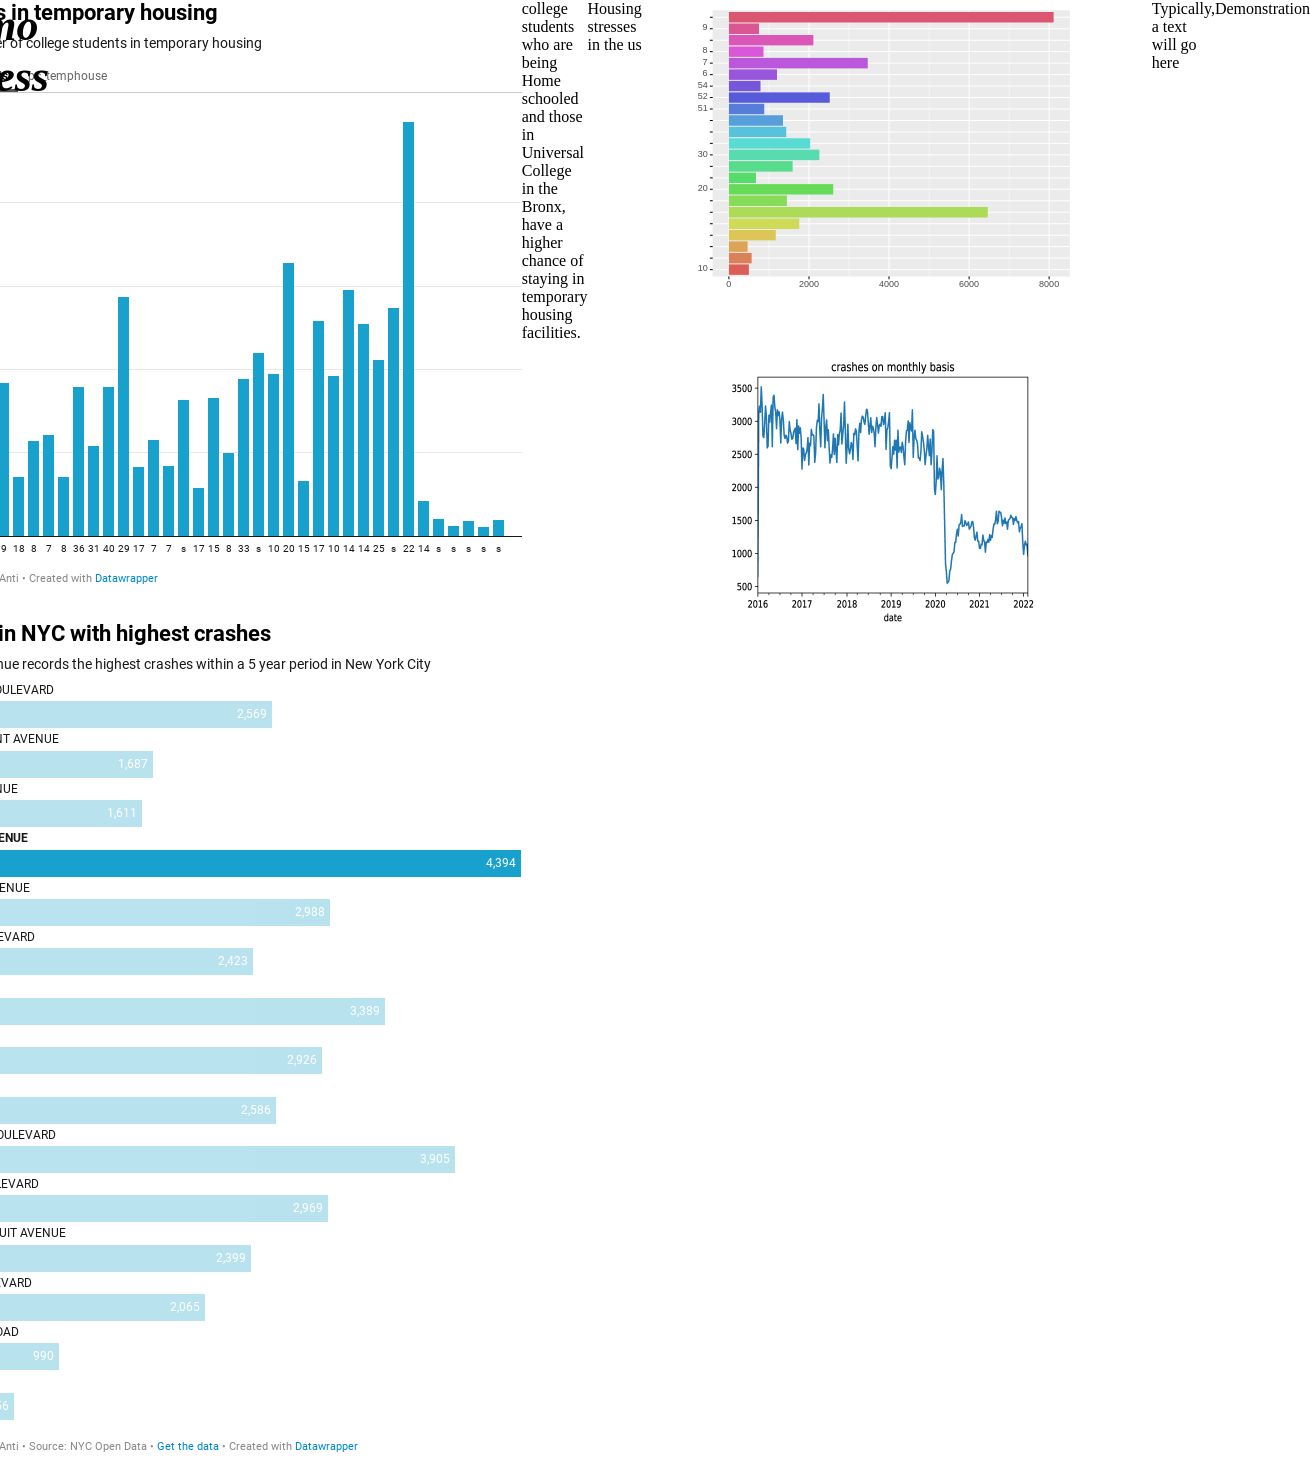 s in temporary housing
no
er of college students in temporary housing
ess
temphouse
9 18 8 7 8 36 31 40 29 17 7 7 s 17 15 8 33 s 10 20 15 17 10 14 14 25 s 22 14 s s s s s
Anti • Created with Datawrapper
in NYC with highest crashes
nue records the highest crashes within a 5 year period in New York City
OULEVARD
2,569
NT AVENUE
1,687
NUE
1,611
ENUE
4,394
ENUE
2,988
EVARD
2,423
3,389
2,926
2,586
OULEVARD
3,905
LEVARD
2,969
UIT AVENUE
2,399
EVARD
2,065
OAD
990
56
Anti • Source: NYC Open Data • Get the data • Created with Datawrapper
college
students
who are
being
Home
schooled
and those
in
Universal
College
in the
Bronx,
have a
higher
chance of
staying in
temporary
housing
facilities.
Housing
stresses
in the us
9
8
7
6
54
52
51
30
20
10
0 2000 4000 6000 8000
crashes on monthly basis
3500
3000
2500
2000
1500
1000
500
2016 2017 2018 2019 2020 2021 2022
date
Typically,
a text
will go
here
Demonstration